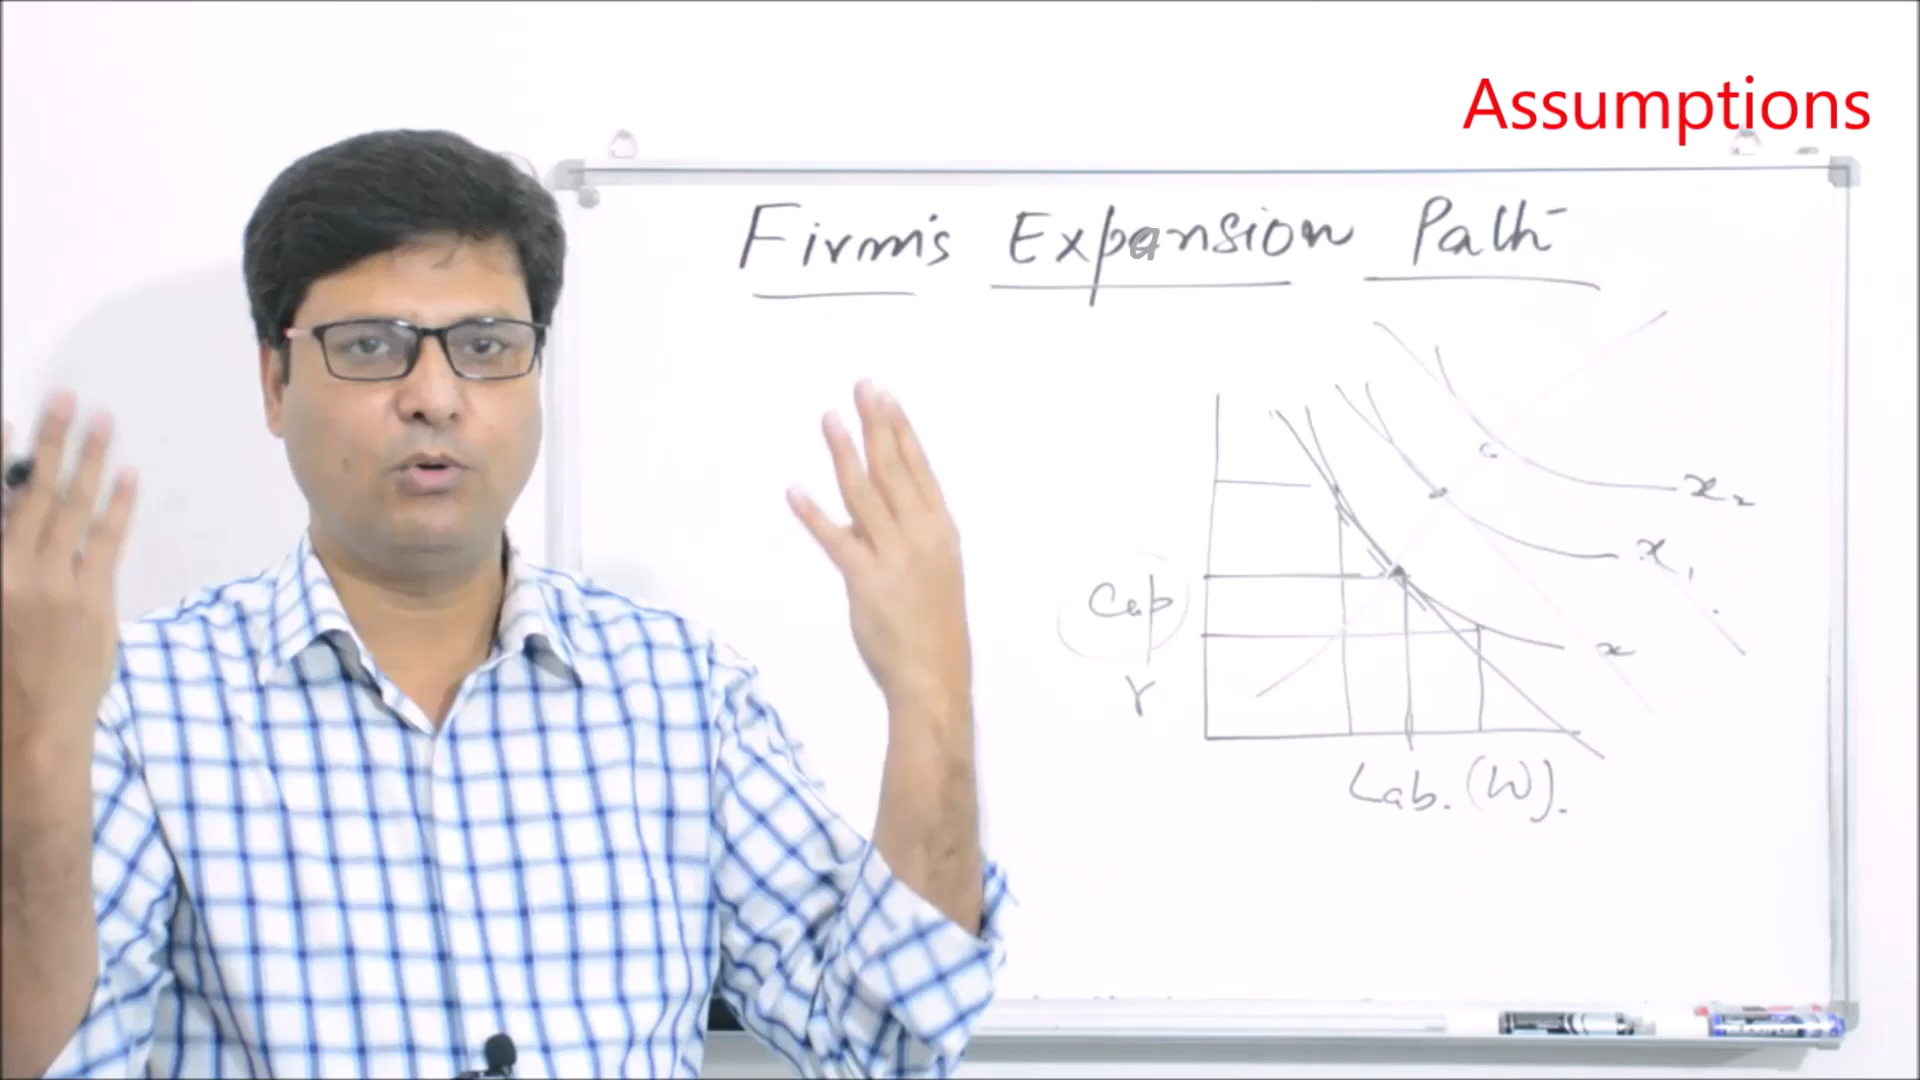 Assumptions
Firm's Expansion Path
x₂
x₁
Cap
x
r
Lab. (W).